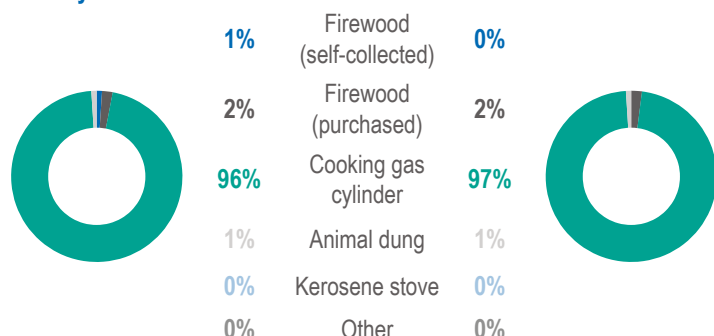 1% Firewood (self-collected) 0%
2% Firewood (purchased) 2%
96% Cooking gas cylinder 97%
1% Animal dung 1%
0% Kerosene stove 0%
0% Other 0%